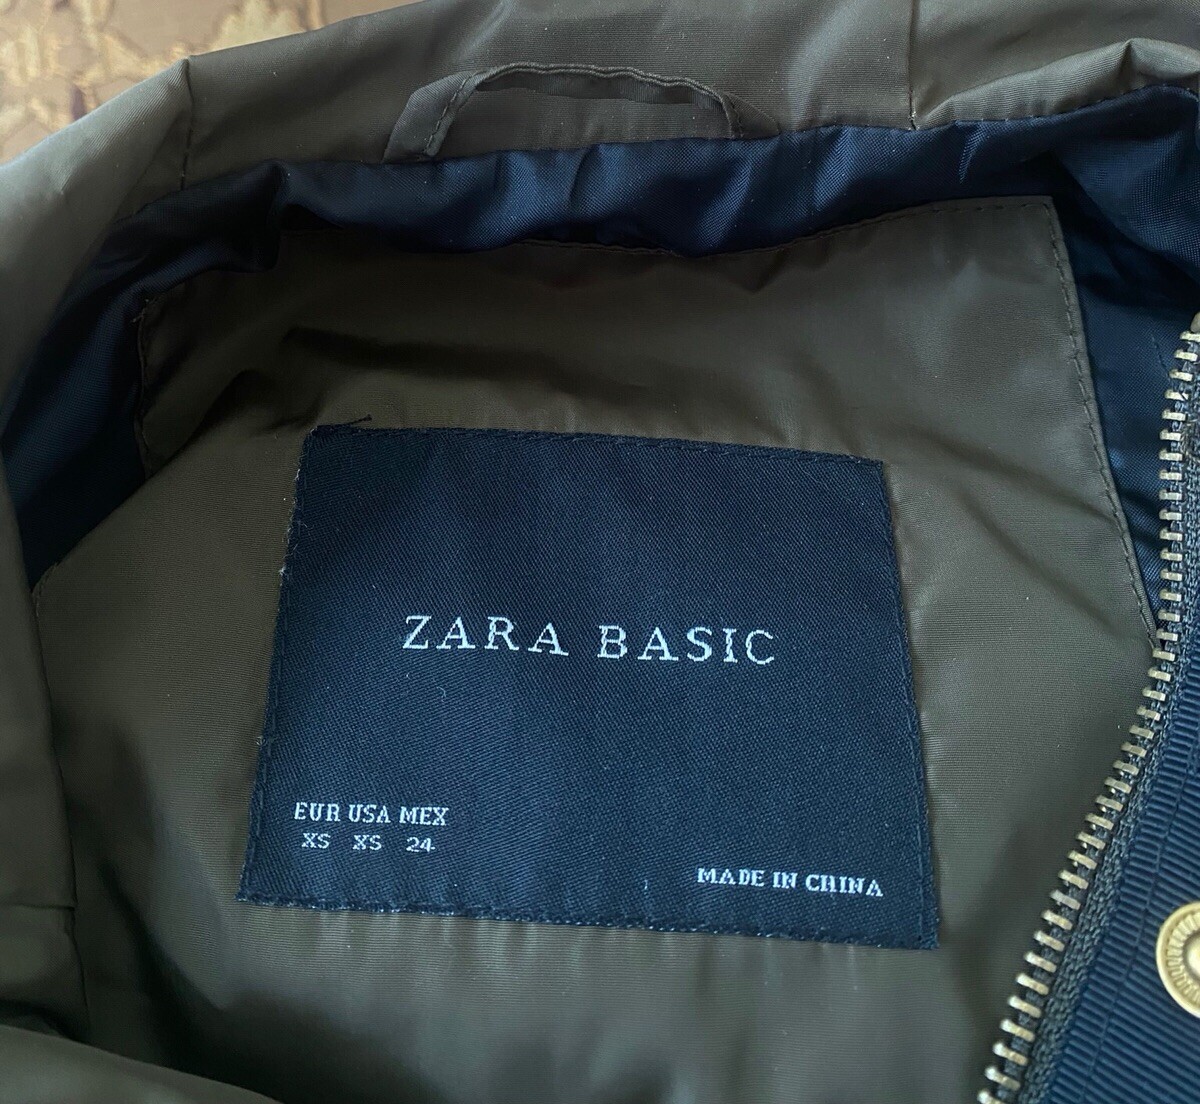 ZARA BASIC
EUR USA MEX
XS XS 24
MADE IN CHINA